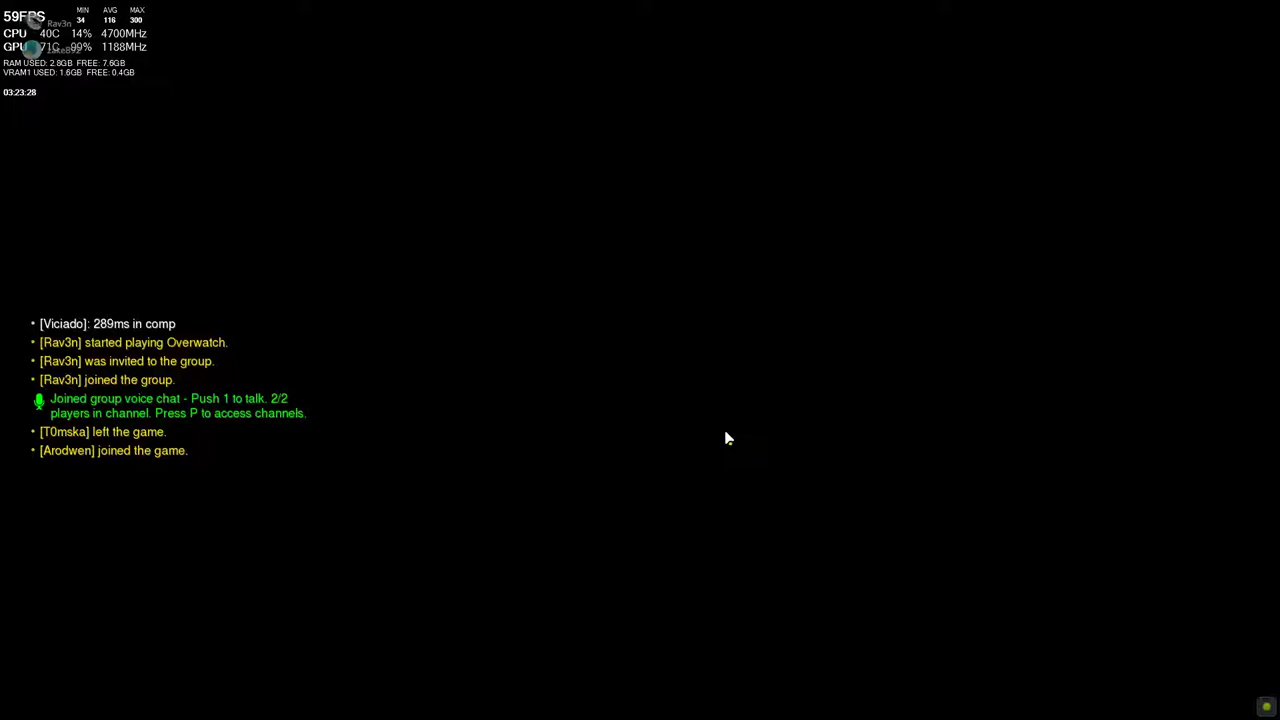 59FPS MIN AVG MAX
34 116 300
Rav3n
CPU 40C 14% 4700MHz
GPU 71C 99% 1188MHz
RAM USED: 2.8GB FREE: 7.6GB
VRAM1 USED: 1.6GB FREE: 0.4GB
03:23:28
• [Viciado]: 289ms in comp
• [Rav3n] started playing Overwatch.
• [Rav3n] was invited to the group.
• [Rav3n] joined the group.
Joined group voice chat - Push 1 to talk. 2/2
players in channel. Press P to access channels.
• [T0mska] left the game.
• [Arodwen] joined the game.